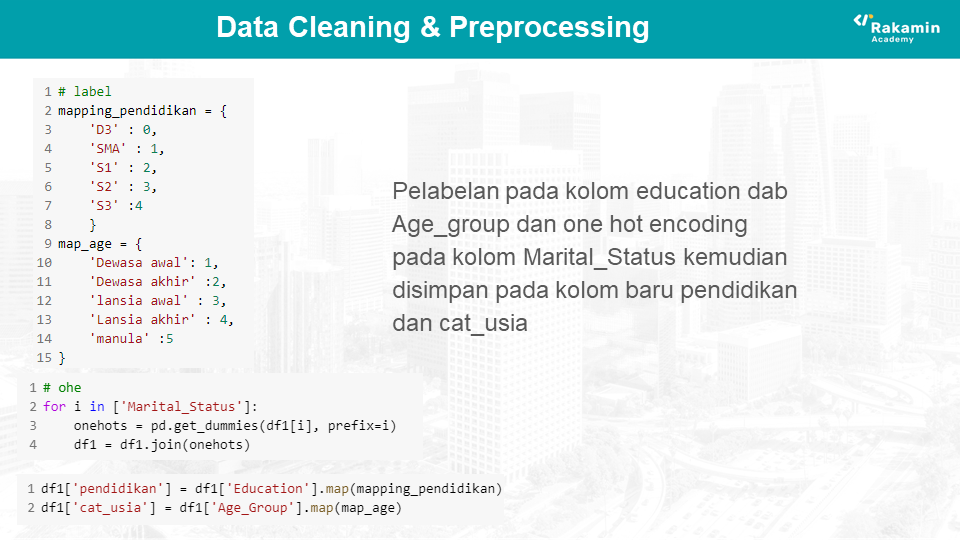 Data Cleaning & Preprocessing
Rakamin
Academy
1 # label
2 mapping_pendidikan = {
3     'D3' : 0,
4     'SMA' : 1,
5     'S1' : 2,
6     'S2' : 3,
7     'S3' :4
8     }
9 map_age = {
10     'Dewasa awal': 1,
11     'Dewasa akhir' :2,
12     'lansia awal' : 3,
13     'Lansia akhir' : 4,
14     'manula' :5
15 }
Pelabelan pada kolom education dab
Age_group dan one hot encoding
pada kolom Marital_Status kemudian
disimpan pada kolom baru pendidikan
dan cat_usia
1 # ohe
2 for i in ['Marital_Status']:
3     onehots = pd.get_dummies(df1[i], prefix=i)
4     df1 = df1.join(onehots)
1 df1['pendidikan'] = df1['Education'].map(mapping_pendidikan)
2 df1['cat_usia'] = df1['Age_Group'].map(map_age)